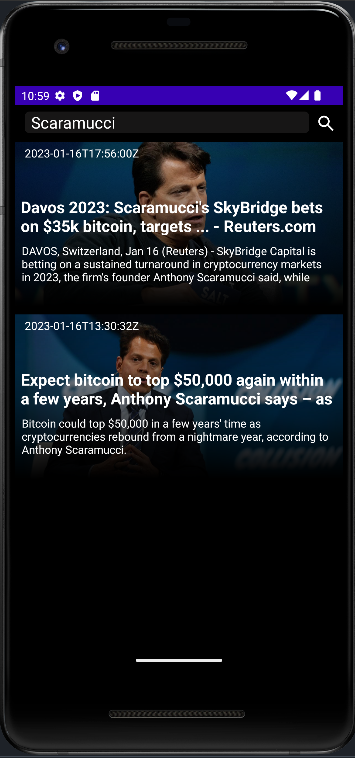 10:59
Scaramucci
2023-01-16T17:56:00Z
Davos 2023: Scaramucci's SkyBridge bets
on $35k bitcoin, targets ... - Reuters.com
DAVOS, Switzerland, Jan 16 (Reuters) - SkyBridge Capital is
betting on a sustained turnaround in cryptocurrency markets
in 2023, the firm's founder Anthony Scaramucci said, while
2023-01-16T13:30:32Z
Expect bitcoin to top $50,000 again within
a few years, Anthony Scaramucci says – as
Bitcoin could top $50,000 in a few years' time as
cryptocurrencies rebound from a nightmare year, according to
Anthony Scaramucci.
COLLISION